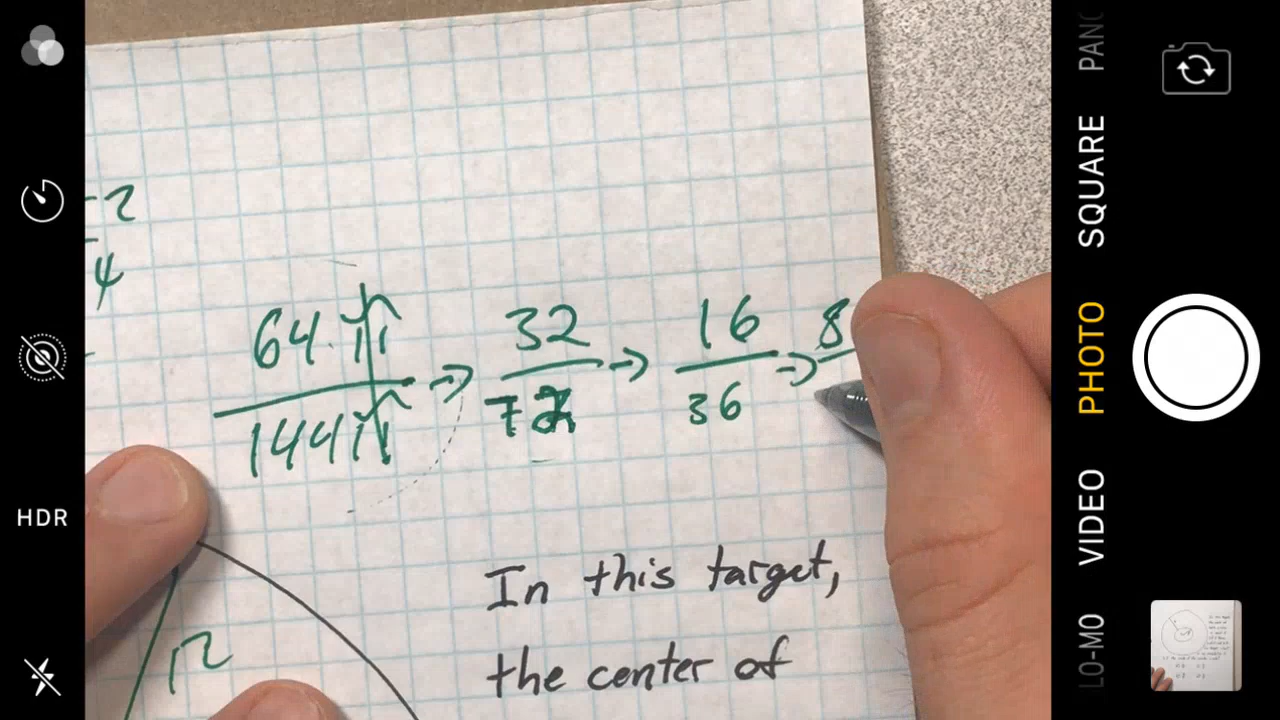 -2
4
64·π → 32 → 16 → 8
144π 72 36
12
In this target,
the center of
HDR
PANO
SQUARE
PHOTO
VIDEO
SLO-MO